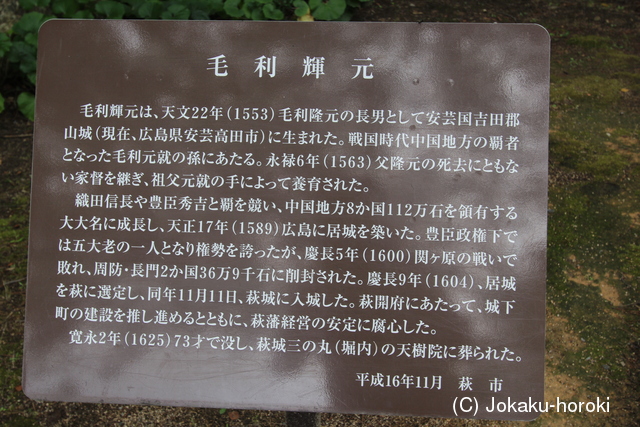 毛利輝元
毛利輝元は、天文22年(1553)毛利隆元の長男として安芸国吉田郡
山城(現在、広島県安芸高田市)に生まれた。戦国時代中国地方の覇者
となった毛利元就の孫にあたる。永禄6年(1563)父隆元の死去にともな
い家督を継ぎ、祖父元就の手によって養育された。
織田信長や豊臣秀吉と覇を競い、中国地方8か国112万石を領有する
大大名に成長し、天正17年(1589)広島に居城を築いた。豊臣政権下で
は五大老の一人となり権勢を誇ったが、慶長5年(1600)関ヶ原の戦いで
敗れ、周防・長門2か国36万9千石に削封された。慶長9年(1604)、居城
を萩に選定し、同年11月11日、萩城に入城した。萩開府にあたって、城下
町の建設を推し進めるとともに、萩藩経営の安定に腐心した。
寛永2年(1625)73才で没し、萩城三の丸(堀内)の天樹院に葬られた。
平成16年11月 萩市
(C) Jokaku-horoki